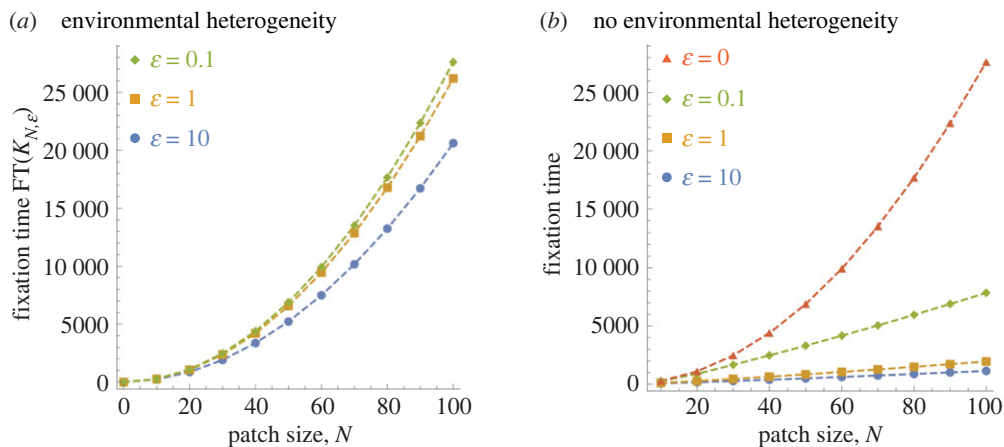 (a) environmental heterogeneity
ε = 0.1
ε = 1
ε = 10
25 000
20 000
15 000
10 000
5000
0
fixation time FT(K_{N,ε})
0 20 40 60 80 100
patch size, N
(b) no environmental heterogeneity
ε = 0
ε = 0.1
ε = 1
ε = 10
25 000
20 000
15 000
10 000
5000
0
fixation time
20 40 60 80 100
patch size, N